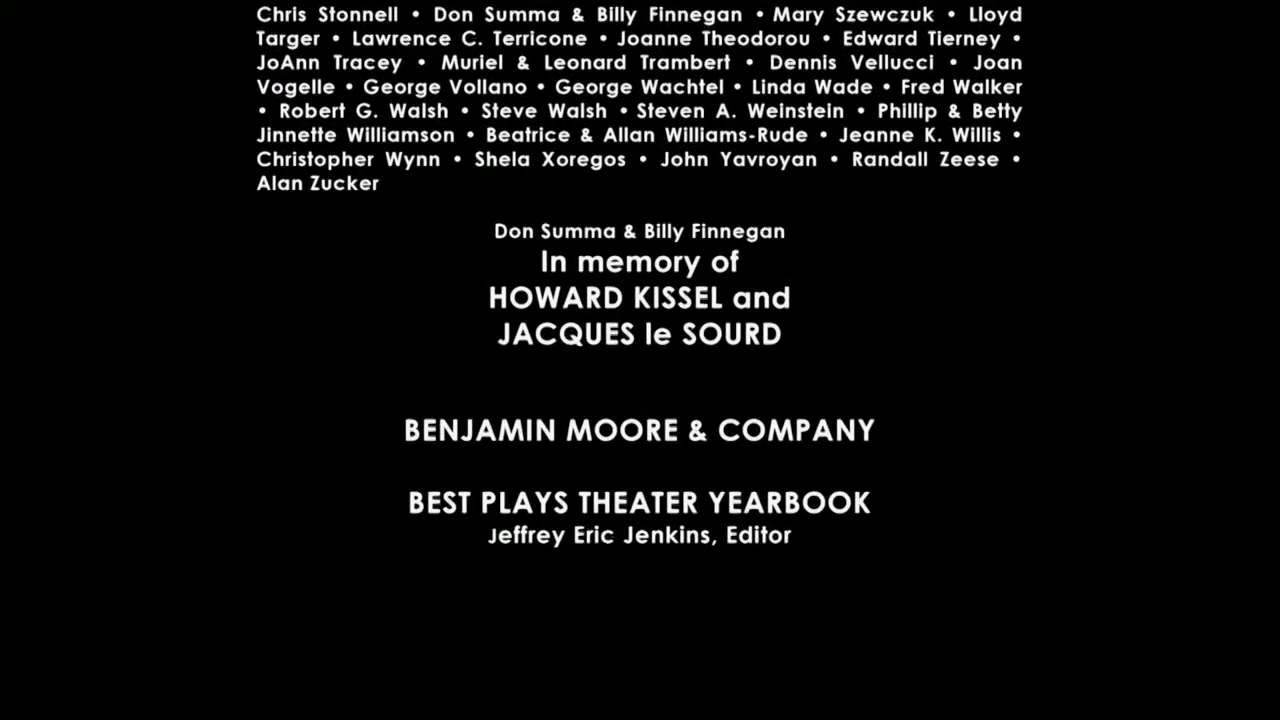 Chris Stonnell • Don Summa & Billy Finnegan • Mary Szewczuk • Lloyd
Targer • Lawrence C. Terricone • Joanne Theodorou • Edward Tierney •
JoAnn Tracey • Muriel & Leonard Trambert • Dennis Vellucci • Joan
Vogelle • George Vollano • George Wachtel • Linda Wade • Fred Walker
• Robert G. Walsh • Steve Walsh • Steven A. Weinstein • Phillip & Betty
Jinnette Williamson • Beatrice & Allan Williams-Rude • Jeanne K. Willis •
Christopher Wynn • Shela Xoregos • John Yavroyan • Randall Zeese •
Alan Zucker
Don Summa & Billy Finnegan
In memory of
HOWARD KISSEL and
JACQUES le SOURD
BENJAMIN MOORE & COMPANY
BEST PLAYS THEATER YEARBOOK
Jeffrey Eric Jenkins, Editor